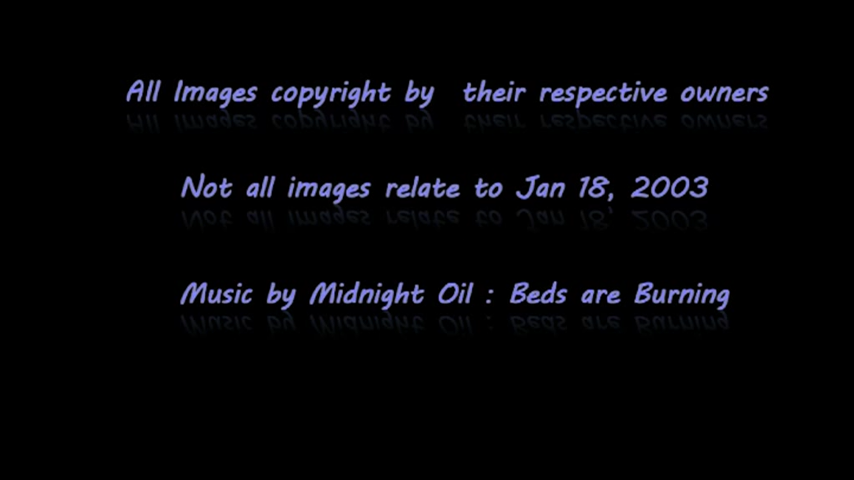 All Images copyright by their respective owners
Not all images relate to Jan 18, 2003
Music by Midnight Oil : Beds are Burning